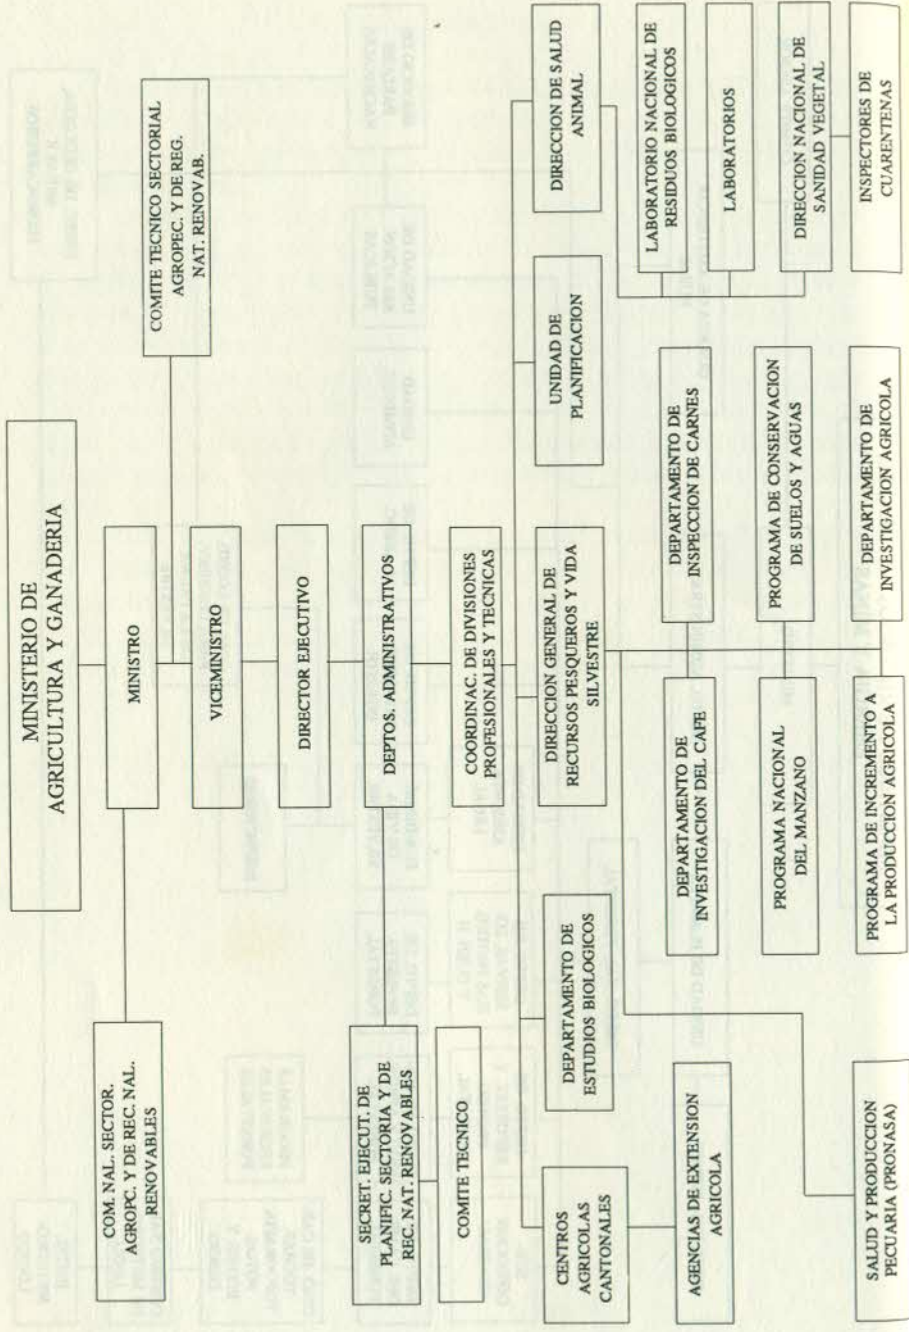 MINISTERIO DE
AGRICULTURA Y GANADERIA
MINISTRO
COM. NAL. SECTOR.
AGROPC. Y DE REC. NAL.
RENOVABLES
COMITE TECNICO SECTORIAL
AGROPEC. Y DE REG.
NAT. RENOVAB.
VICEMINISTRO
DIRECTOR EJECUTIVO
DEPTOS. ADMINISTRATIVOS
SECRET. EJECUT. DE
PLANIFIC. SECTORIA Y DE
REC. NAT. RENOVABLES
COMITE TECNICO
COORDINAC. DE DIVISIONES
PROFESIONALES Y TECNICAS
CENTROS
AGRICOLAS
CANTONALES
DEPARTAMENTO DE
ESTUDIOS BIOLOGICOS
DIRECCION GENERAL DE
RECURSOS PESQUEROS Y VIDA
SILVESTRE
UNIDAD DE
PLANIFICACION
DIRECCION DE SALUD
ANIMAL
AGENCIAS DE EXTENSION
AGRICOLA
DEPARTAMENTO DE
INVESTIGACION DEL CAFE
DEPARTAMENTO DE
INSPECCION DE CARNES
LABORATORIO NACIONAL DE
RESIDUOS BIOLOGICOS
LABORATORIOS
PROGRAMA NACIONAL
DEL MANZANO
PROGRAMA DE CONSERVACION
DE SUELOS Y AGUAS
DIRECCION NACIONAL DE
SANIDAD VEGETAL
SALUD Y PRODUCCION
PECUARIA (PRONASA)
PROGRAMA DE INCREMENTO A
LA PRODUCCION AGRICOLA
DEPARTAMENTO DE
INVESTIGACION AGRICOLA
INSPECTORES DE
CUARENTENAS